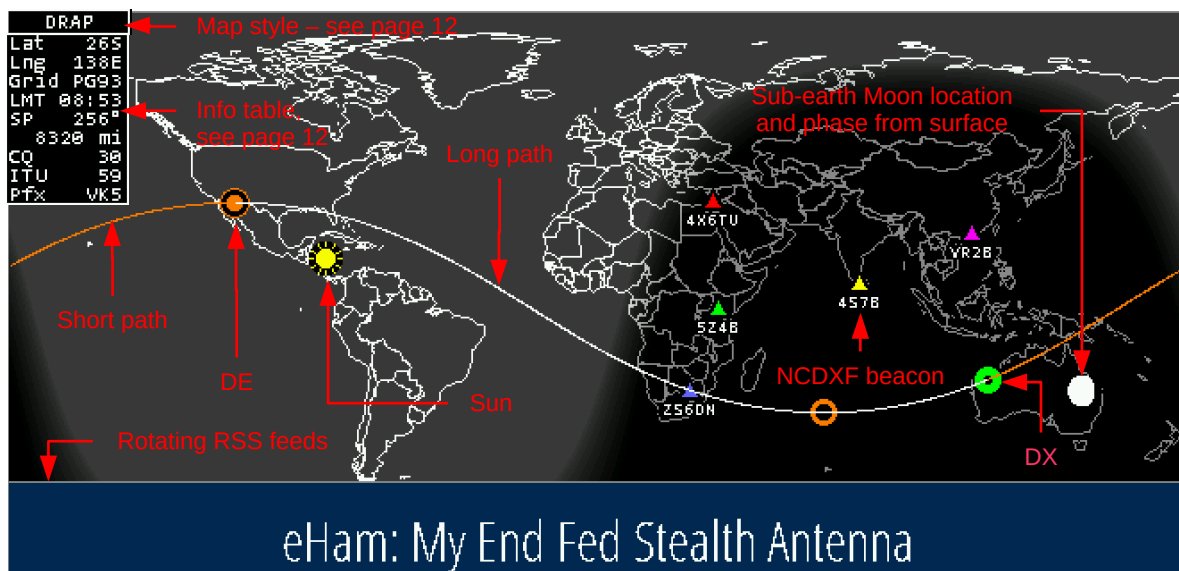 DRAP
Map style – see page 12
Lat 26S
Lng 138E
Grid PG93
LMT 08:53
SP 256°
8320 mi
CQ 30
ITU 59
Pfx VK5
Info table,
see page 12
Long path
Sub-earth Moon location
and phase from surface
4X6TU
VR2B
4S7B
5Z4B
Short path
DE
Sun
NCDXF beacon
ZS6DN
DX
Rotating RSS feeds
eHam: My End Fed Stealth Antenna